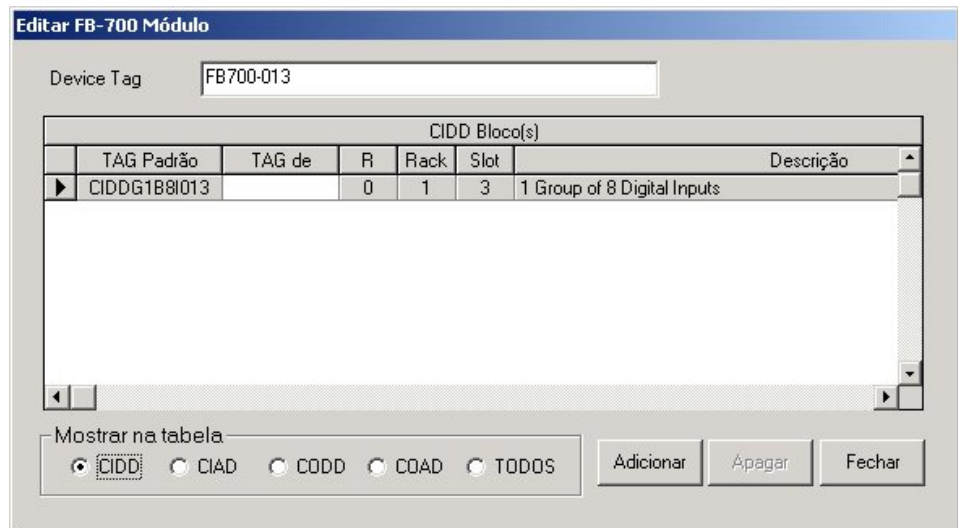 Editar FB-700 Módulo
Device Tag FB700-013
CIDD Bloco(s)
TAG Padrão TAG de R Rack Slot Descrição
CIDDG1B8I013 0 1 3 1 Group of 8 Digital Inputs
Mostrar na tabela
CIDD CIAD CODD COAD TODOS
Adicionar Apagar Fechar